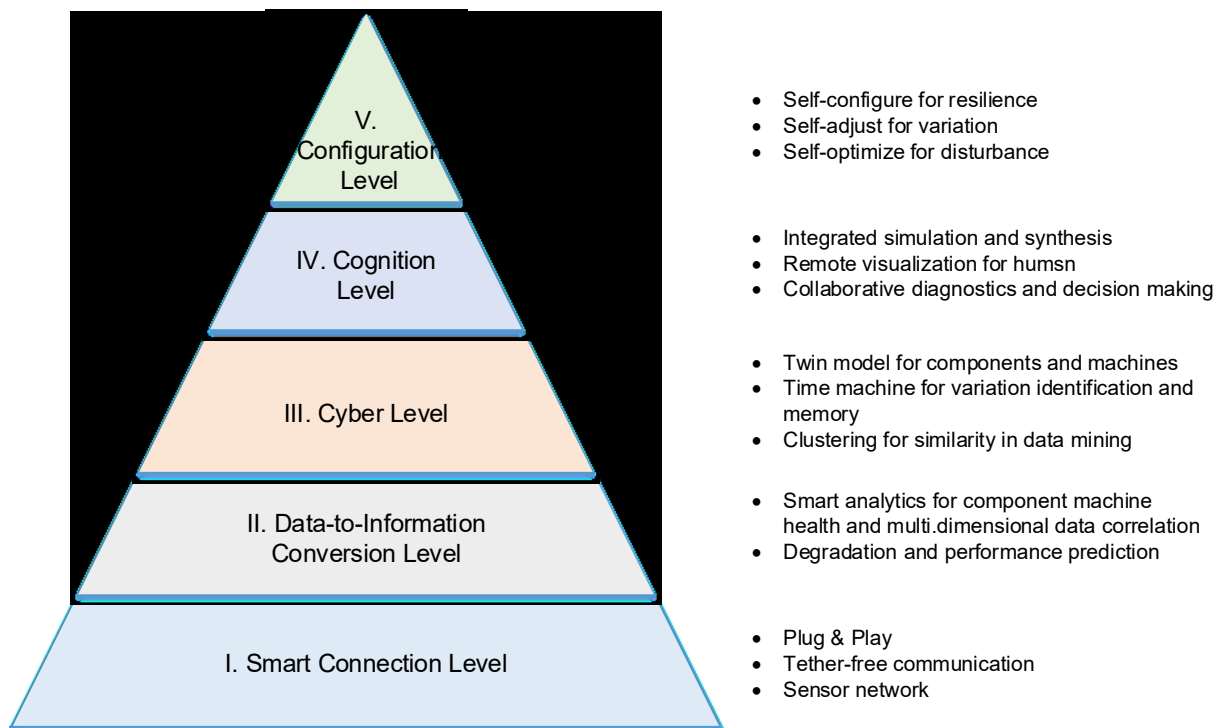 V.
Configuration
Level
• Self-configure for resilience
• Self-adjust for variation
• Self-optimize for disturbance
IV. Cognition
Level
• Integrated simulation and synthesis
• Remote visualization for humsn
• Collaborative diagnostics and decision making
III. Cyber Level
• Twin model for components and machines
• Time machine for variation identification and
memory
• Clustering for similarity in data mining
II. Data-to-Information
Conversion Level
• Smart analytics for component machine
health and multi.dimensional data correlation
• Degradation and performance prediction
I. Smart Connection Level
• Plug & Play
• Tether-free communication
• Sensor network